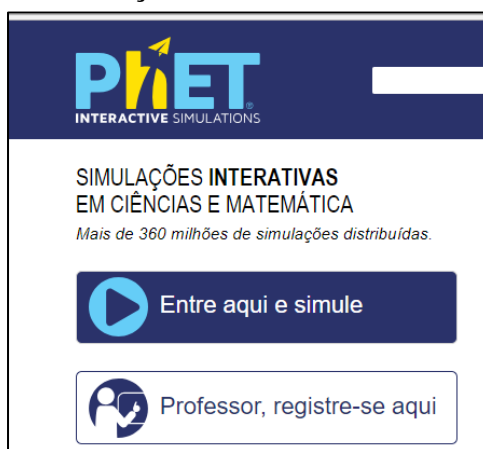 PhET
INTERACTIVE SIMULATIONS
SIMULAÇÕES INTERATIVAS
EM CIÊNCIAS E MATEMÁTICA
Mais de 360 milhões de simulações distribuídas.
Entre aqui e simule
Professor, registre-se aqui